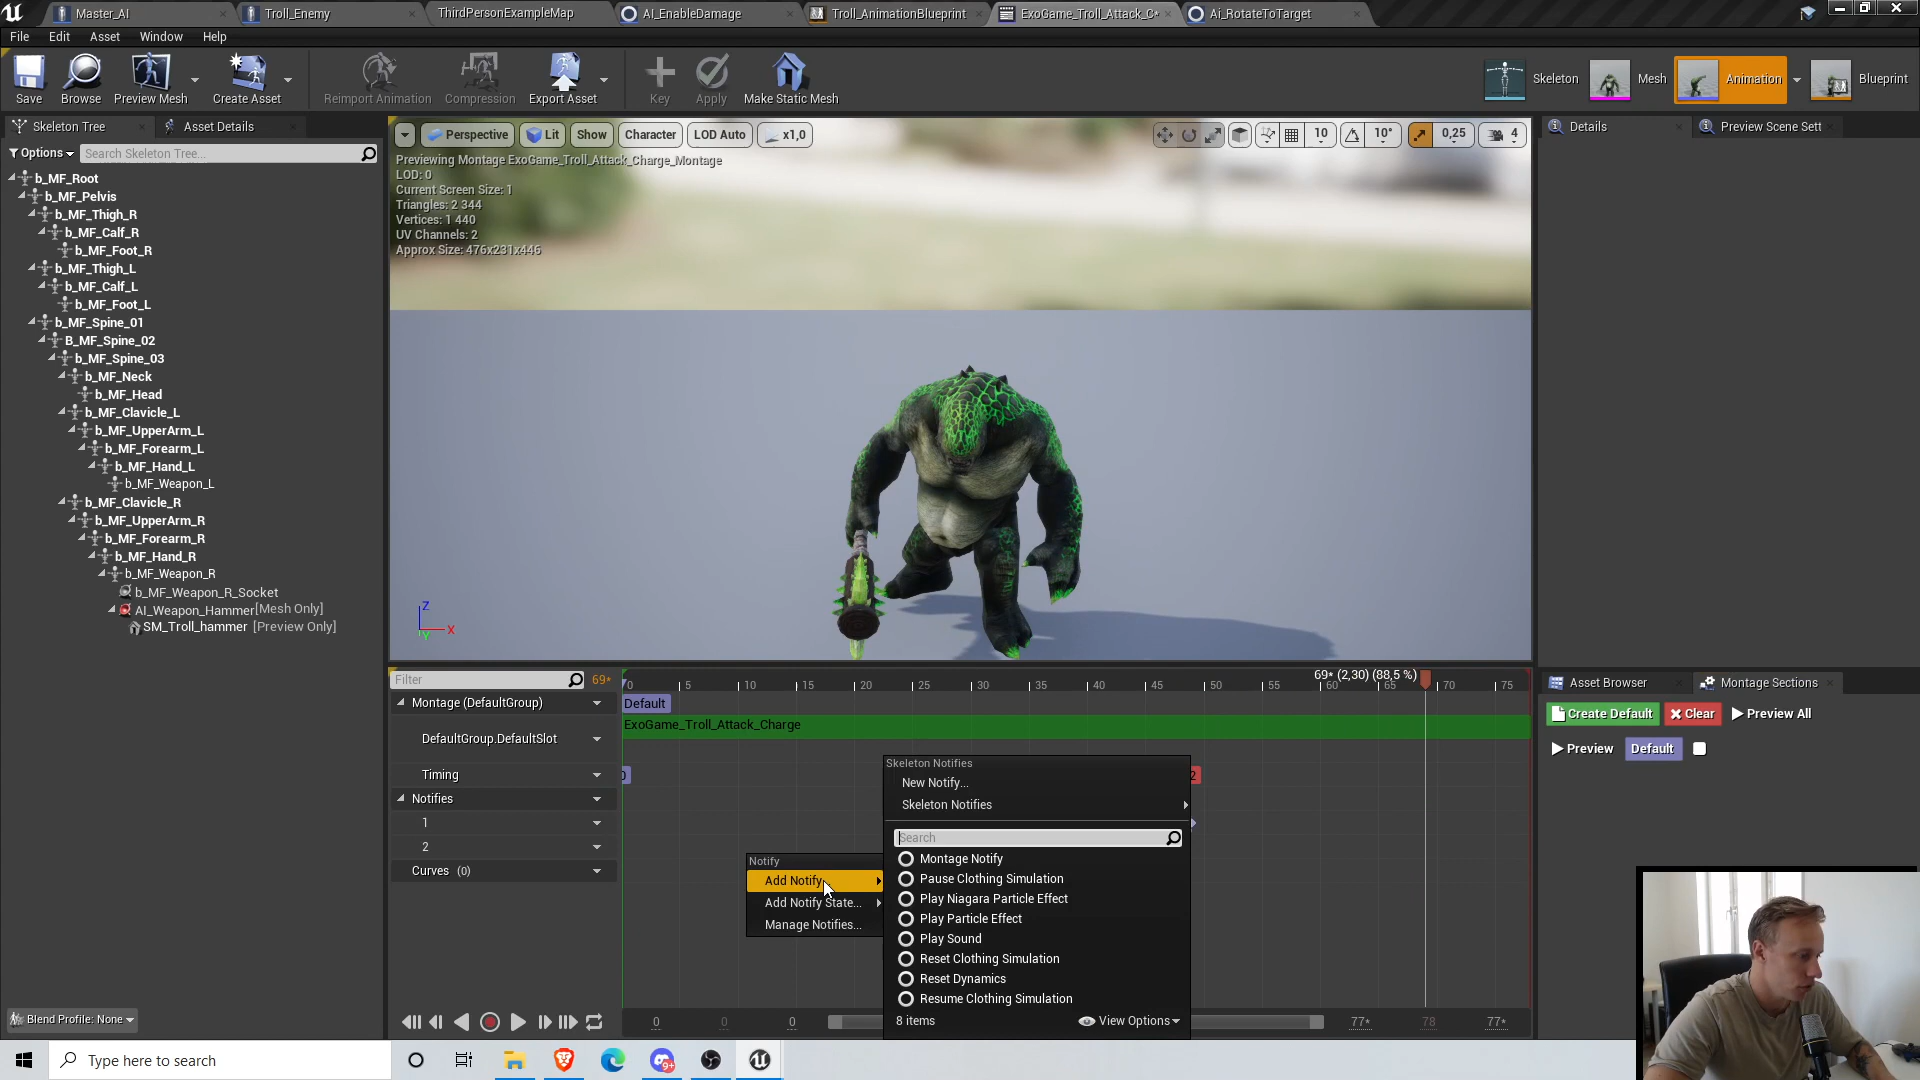 Master_AI
Troll_Enemy
ThirdPersonExampleMap
AI_EnableDamage
Troll_AnimationBlueprint
ExoGame_Troll_Attack_C*
Ai_RotateToTarget
File Edit Asset Window Help
Save
Browse
Preview Mesh
Create Asset
Reimport Animation
Compression
Export Asset
Key
Apply
Make Static Mesh
Skeleton
Mesh
Animation
Blueprint
Skeleton Tree
Asset Details
Options
Search Skeleton Tree...
b_MF_Root
b_MF_Pelvis
b_MF_Thigh_R
b_MF_Calf_R
b_MF_Foot_R
b_MF_Thigh_L
b_MF_Calf_L
b_MF_Foot_L
b_MF_Spine_01
B_MF_Spine_02
b_MF_Spine_03
b_MF_Neck
b_MF_Head
b_MF_Clavicle_L
b_MF_UpperArm_L
b_MF_Forearm_L
b_MF_Hand_L
b_MF_Weapon_L
b_MF_Clavicle_R
b_MF_UpperArm_R
b_MF_Forearm_R
b_MF_Hand_R
b_MF_Weapon_R
b_MF_Weapon_R_Socket
AI_Weapon_Hammer [Mesh Only]
SM_Troll_hammer [Preview Only]
Blend Profile: None
Perspective Lit Show Character LOD Auto x1,0
10 10° 0,25 4
Previewing Montage ExoGame_Troll_Attack_Charge_Montage
LOD: 0
Current Screen Size: 1
Triangles: 2 344
Vertices: 1 440
UV Channels: 2
Approx Size: 476x231x446
Z
X
Y
Details
Preview Scene Sett
Filter
69*
69* (2,30) (88,5 %)
0 5 10 15 20 25 30 35 40 45 50 55 60 65 70 75
Montage (DefaultGroup)
Default
ExoGame_Troll_Attack_Charge
DefaultGroup.DefaultSlot
Timing
2
Notifies
1
2
Curves (0)
Notify
Add Notify...
Add Notify State...
Manage Notifies...
Skeleton Notifies
New Notify...
Skeleton Notifies
Search
Montage Notify
Pause Clothing Simulation
Play Niagara Particle Effect
Play Particle Effect
Play Sound
Reset Clothing Simulation
Reset Dynamics
Resume Clothing Simulation
8 items
View Options
0 0 0 77* 78 77*
Asset Browser
Montage Sections
Create Default
Clear
Preview All
Preview
Default
Type here to search
9+